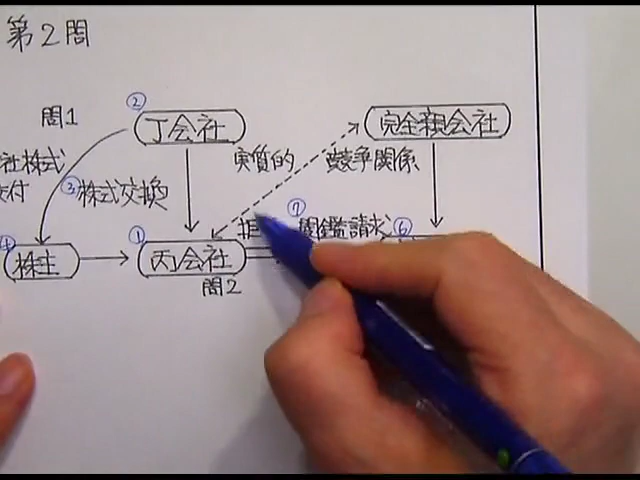 第2問
問1
② 丁会社
完全親会社
社株式
交付
③ 株式交換
実質的 競争関係
⑦
拒 閲覧請求 ⑥
④ 株主
① 丙会社
問2